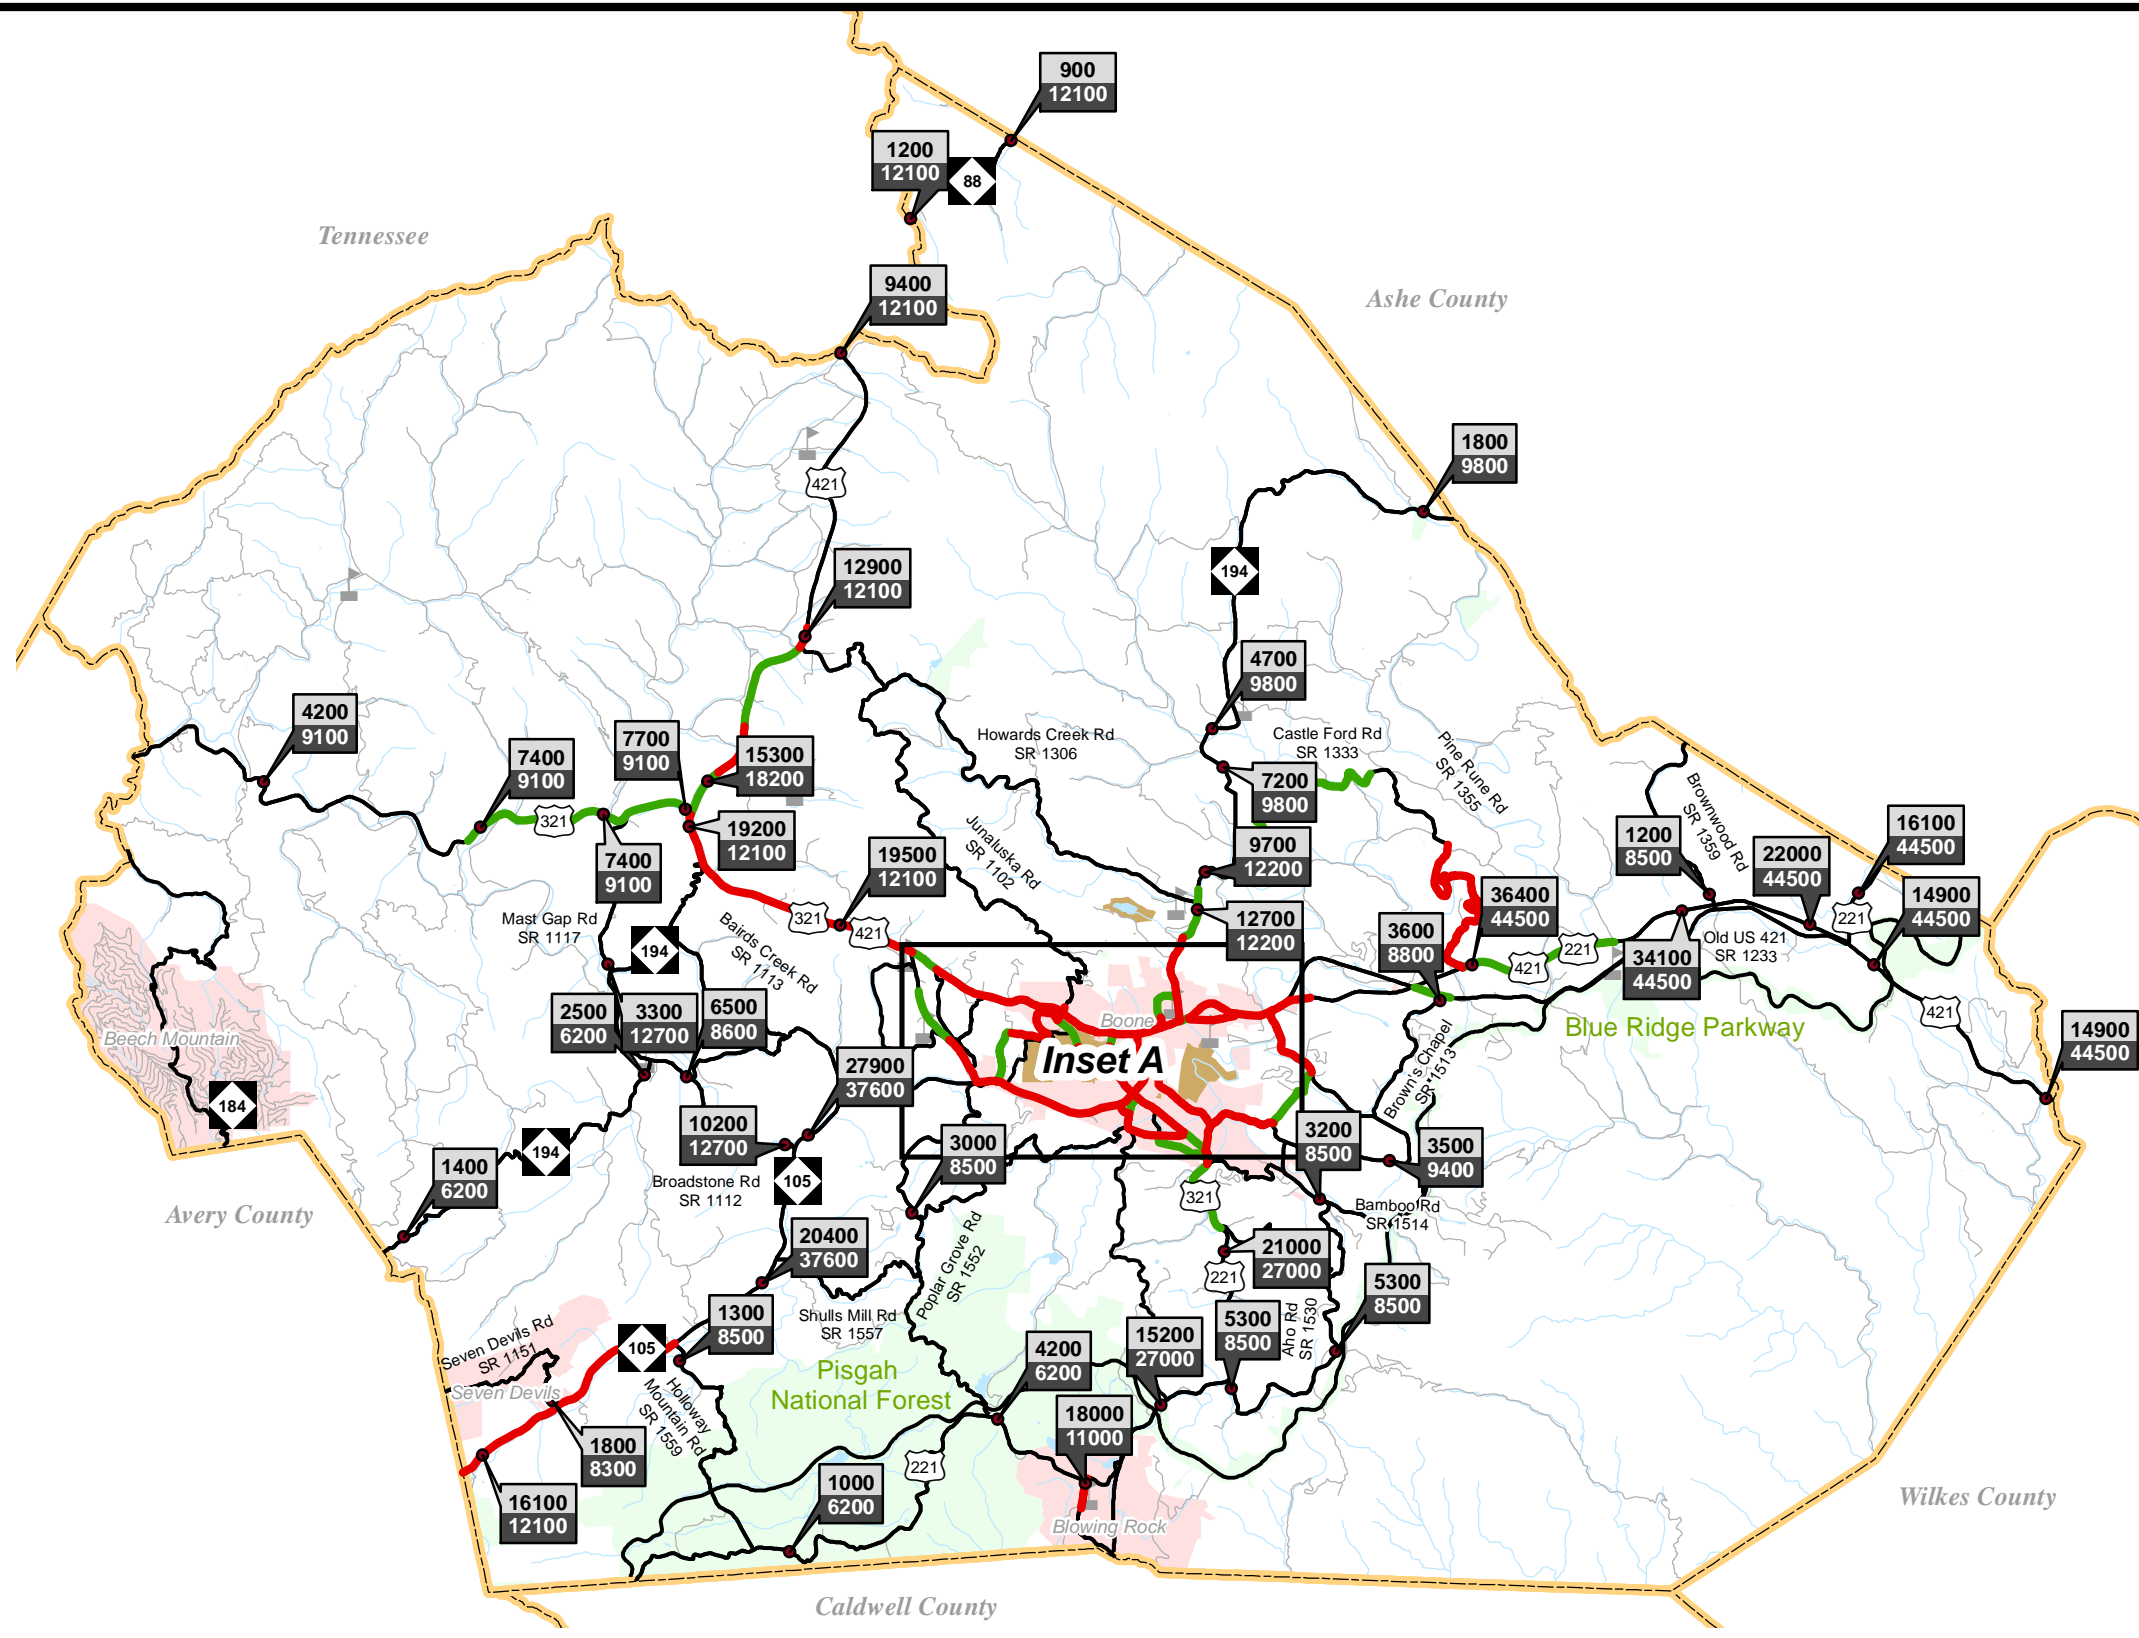 900
12100
1200
12100
88
Tennessee
9400
12100
Ashe County
1800
9800
421
12900
12100
194
4700
9800
4200
9100
7400
9100
7700
9100
15300
18200
Howards Creek Rd
SR 1306
Castle Ford Rd
SR 1333
Pine Rune Rd
SR 1355
7200
9800
Brownwood Rd
SR 1359
321
19200
12100
7400
9100
19500
12100
Junaluska Rd
SR 1102
9700
12200
1200
8500
22000
44500
16100
44500
Mast Gap Rd
SR 1117
194
Bairds Creek Rd
SR 1113
321
421
12700
12200
3600
8800
36400
44500
421
221
34100
44500
Old US 421
SR 1233
221
14900
44500
2500
6200
3300
12700
6500
8600
Beech Mountain
184
Boone
Inset A
Blue Ridge Parkway
421
14900
44500
27900
37600
Brown's Chapel
SR 1513
10200
12700
3000
8500
3200
8500
3500
9400
194
1400
6200
Broadstone Rd
SR 1112
105
321
Bamboo Rd
SR 1514
Avery County
20400
37600
Poplar Grove Rd
SR 1552
21000
27000
221
5300
8500
1300
8500
Shulls Mill Rd
SR 1557
Seven Devils Rd
SR 1151
105
Seven Devils
Holloway
Mountain Rd
SR 1559
Pisgah
National Forest
4200
6200
15200
27000
5300
8500
Aho Rd
SR 1530
18000
11000
1800
8300
221
16100
12100
1000
6200
Blowing Rock
Wilkes County
Caldwell County